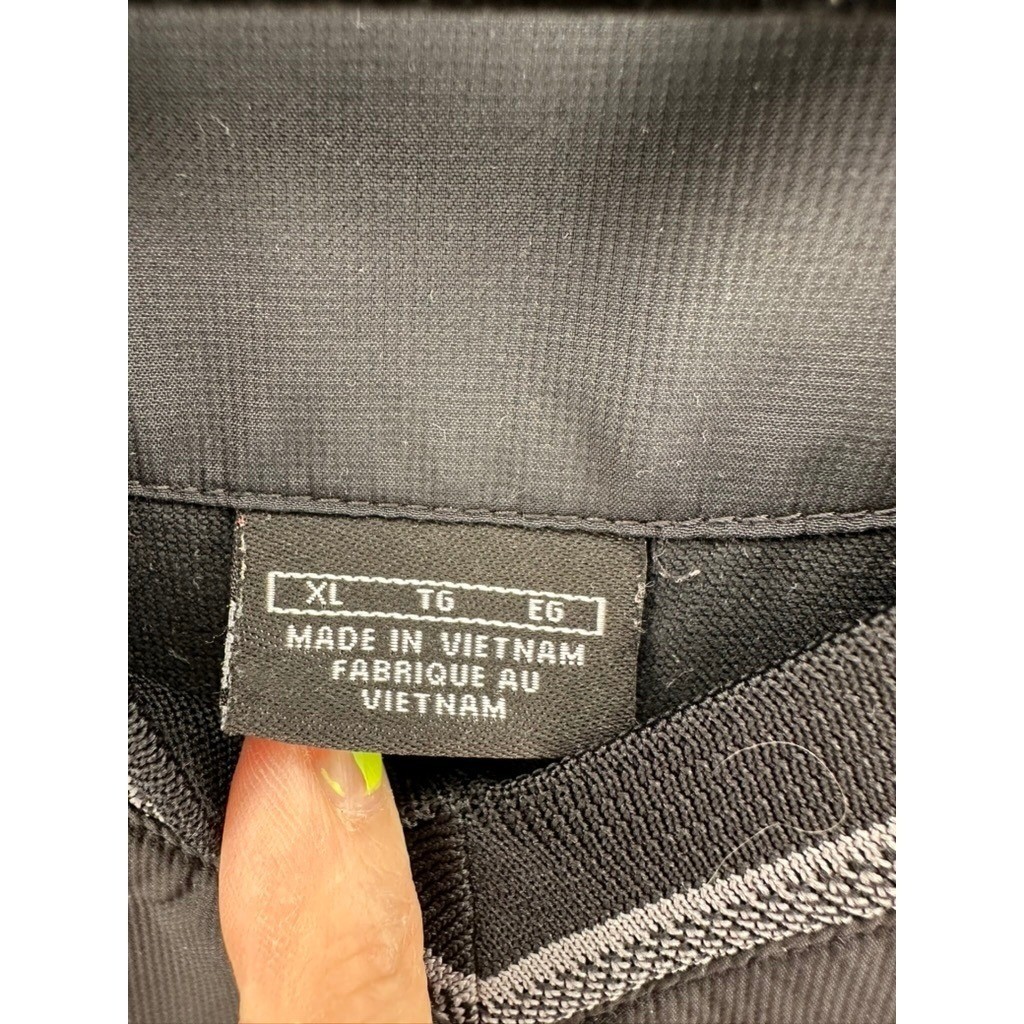 XL TG EG
MADE IN VIETNAM
FABRIQUE AU
VIETNAM